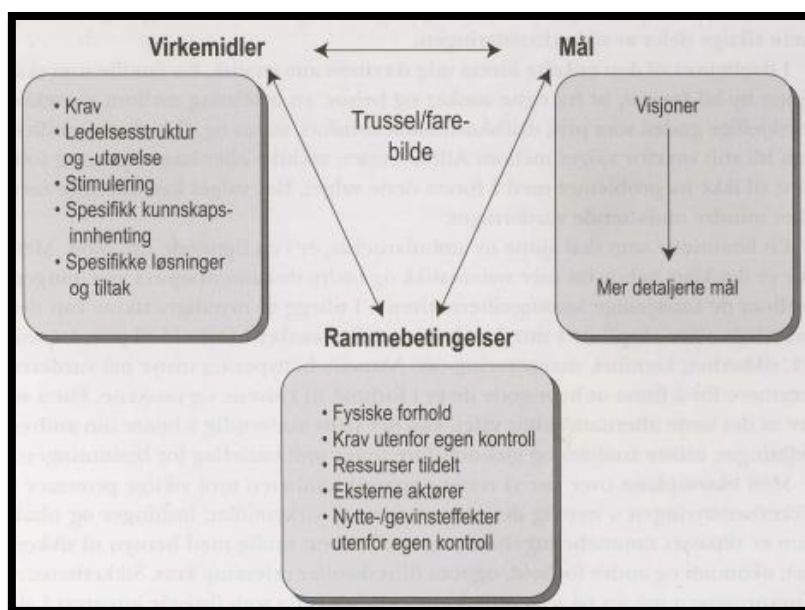 Virkemidler
Mål
Trussel/fare-
bilde
• Krav
• Ledelsesstruktur
og -utøvelse
• Stimulering
• Spesifikk kunnskaps-
innhenting
• Spesifikke løsninger
og tiltak
Visjoner
Mer detaljerte mål
Rammebetingelser
• Fysiske forhold
• Krav utenfor egen kontroll
• Ressurser tildelt
• Eksterne aktører
• Nytte-/gevinsteffekter
utenfor egen kontroll